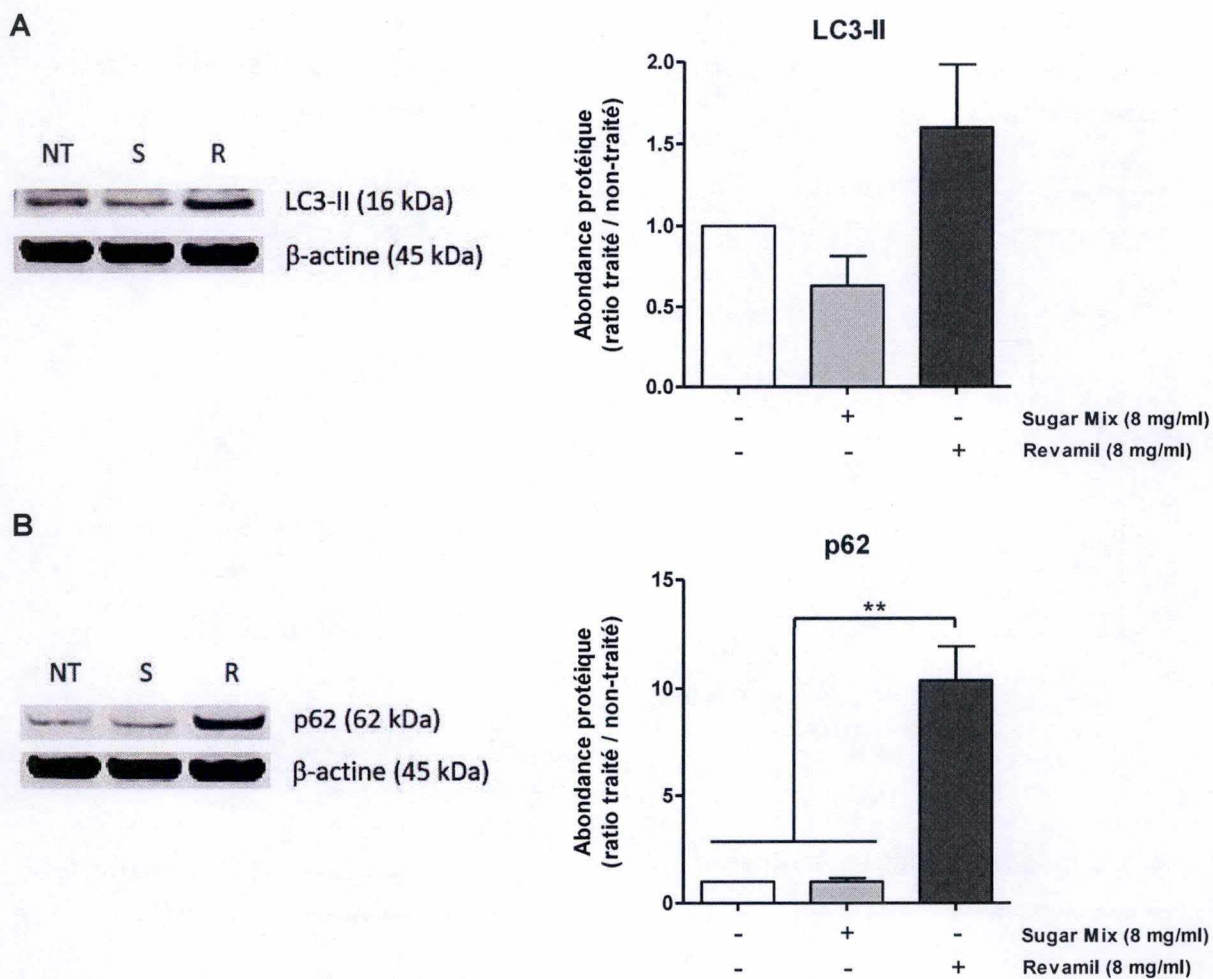 A
NT S R
LC3-II (16 kDa)
β-actine (45 kDa)
LC3-II
Abondance protéique
(ratio traité / non-traité)
2.0
1.5
1.0
0.5
0.0
- + - Sugar Mix (8 mg/ml)
- - + Revamil (8 mg/ml)
B
NT S R
p62 (62 kDa)
β-actine (45 kDa)
p62
Abondance protéique
(ratio traité / non-traité)
15
10
5
0
**
- + - Sugar Mix (8 mg/ml)
- - + Revamil (8 mg/ml)